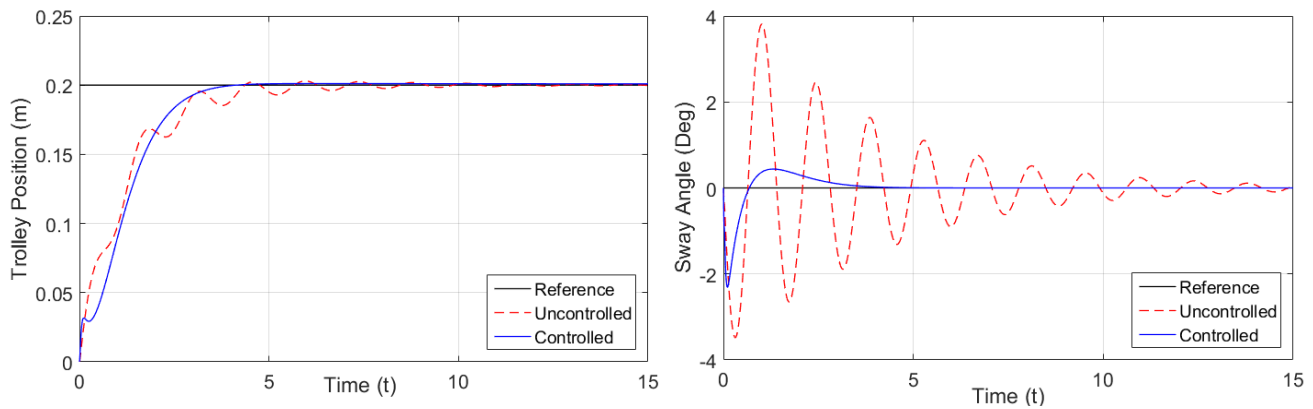 Trolley Position (m)
0.25
0.2
0.15
0.1
0.05
0
0
5
10
15
Time (t)
Reference
Uncontrolled
Controlled
Sway Angle (Deg)
4
2
0
-2
-4
0
5
10
15
Time (t)
Reference
Uncontrolled
Controlled